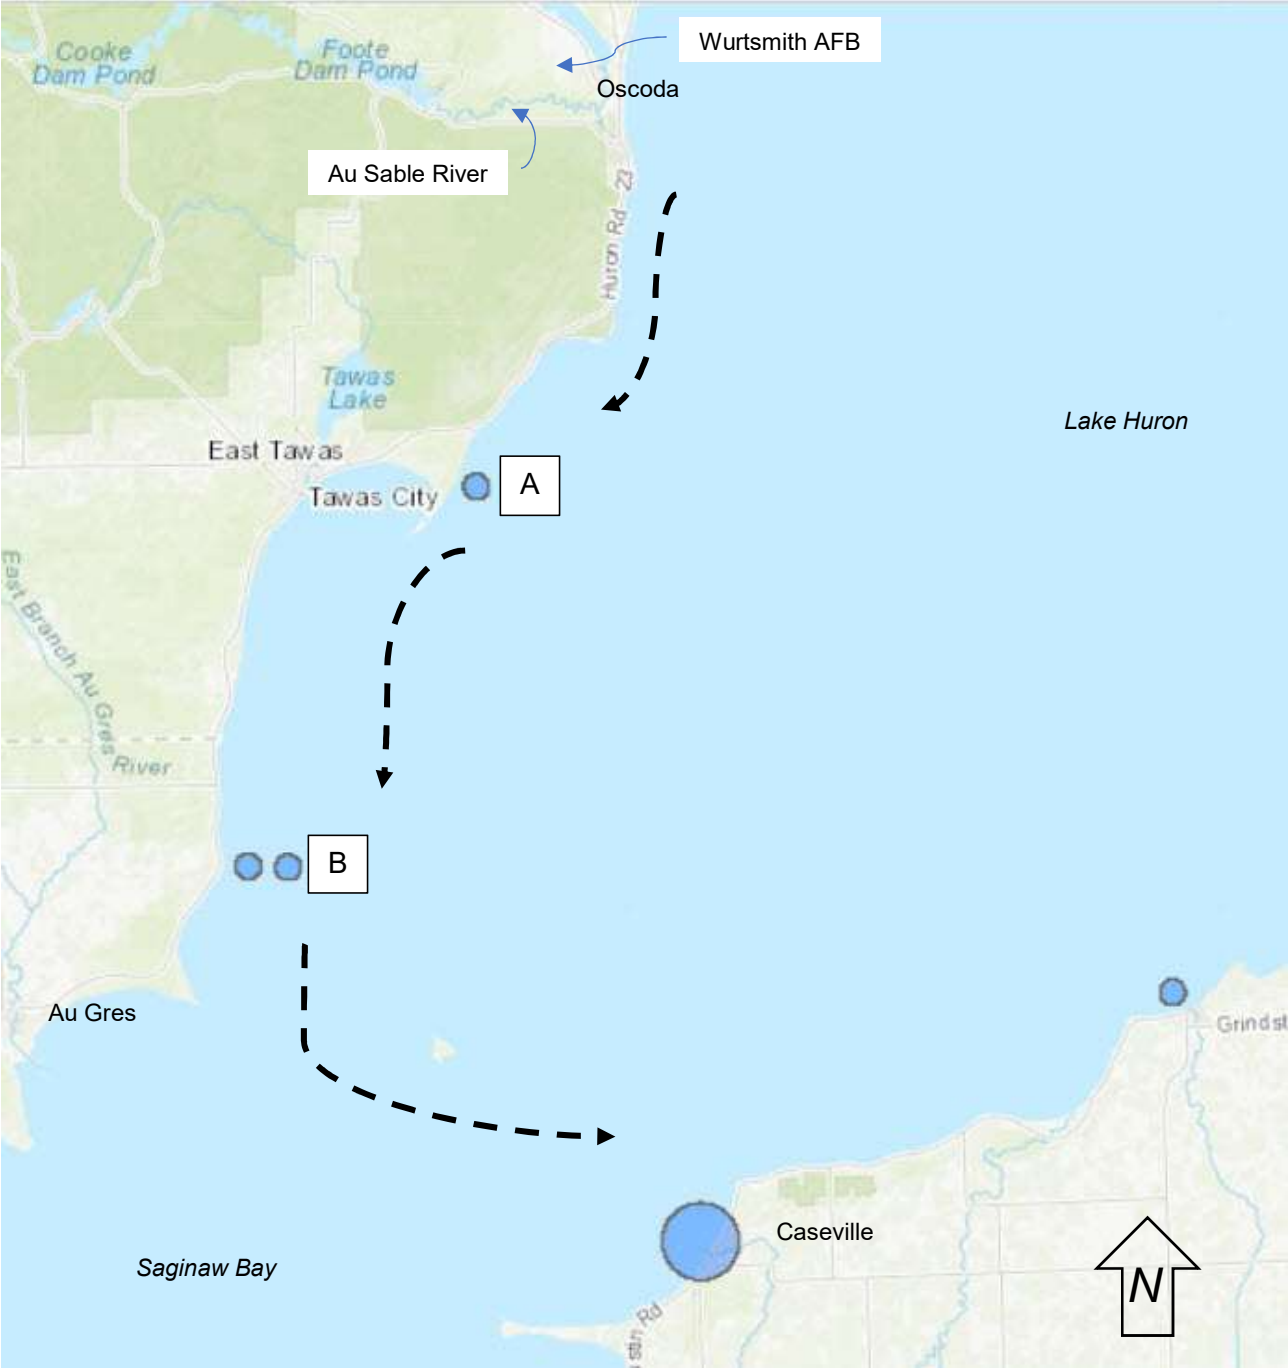 Cooke
Dam Pond
Foote
Dam Pond
Wurtsmith AFB
Oscoda
Au Sable River
Huron Rd
23
Tawas
Lake
Lake Huron
East Tawas
Tawas City
A
East Branch Au Gres
River
B
Au Gres
Grindst
Caseville
Saginaw Bay
N
Rd